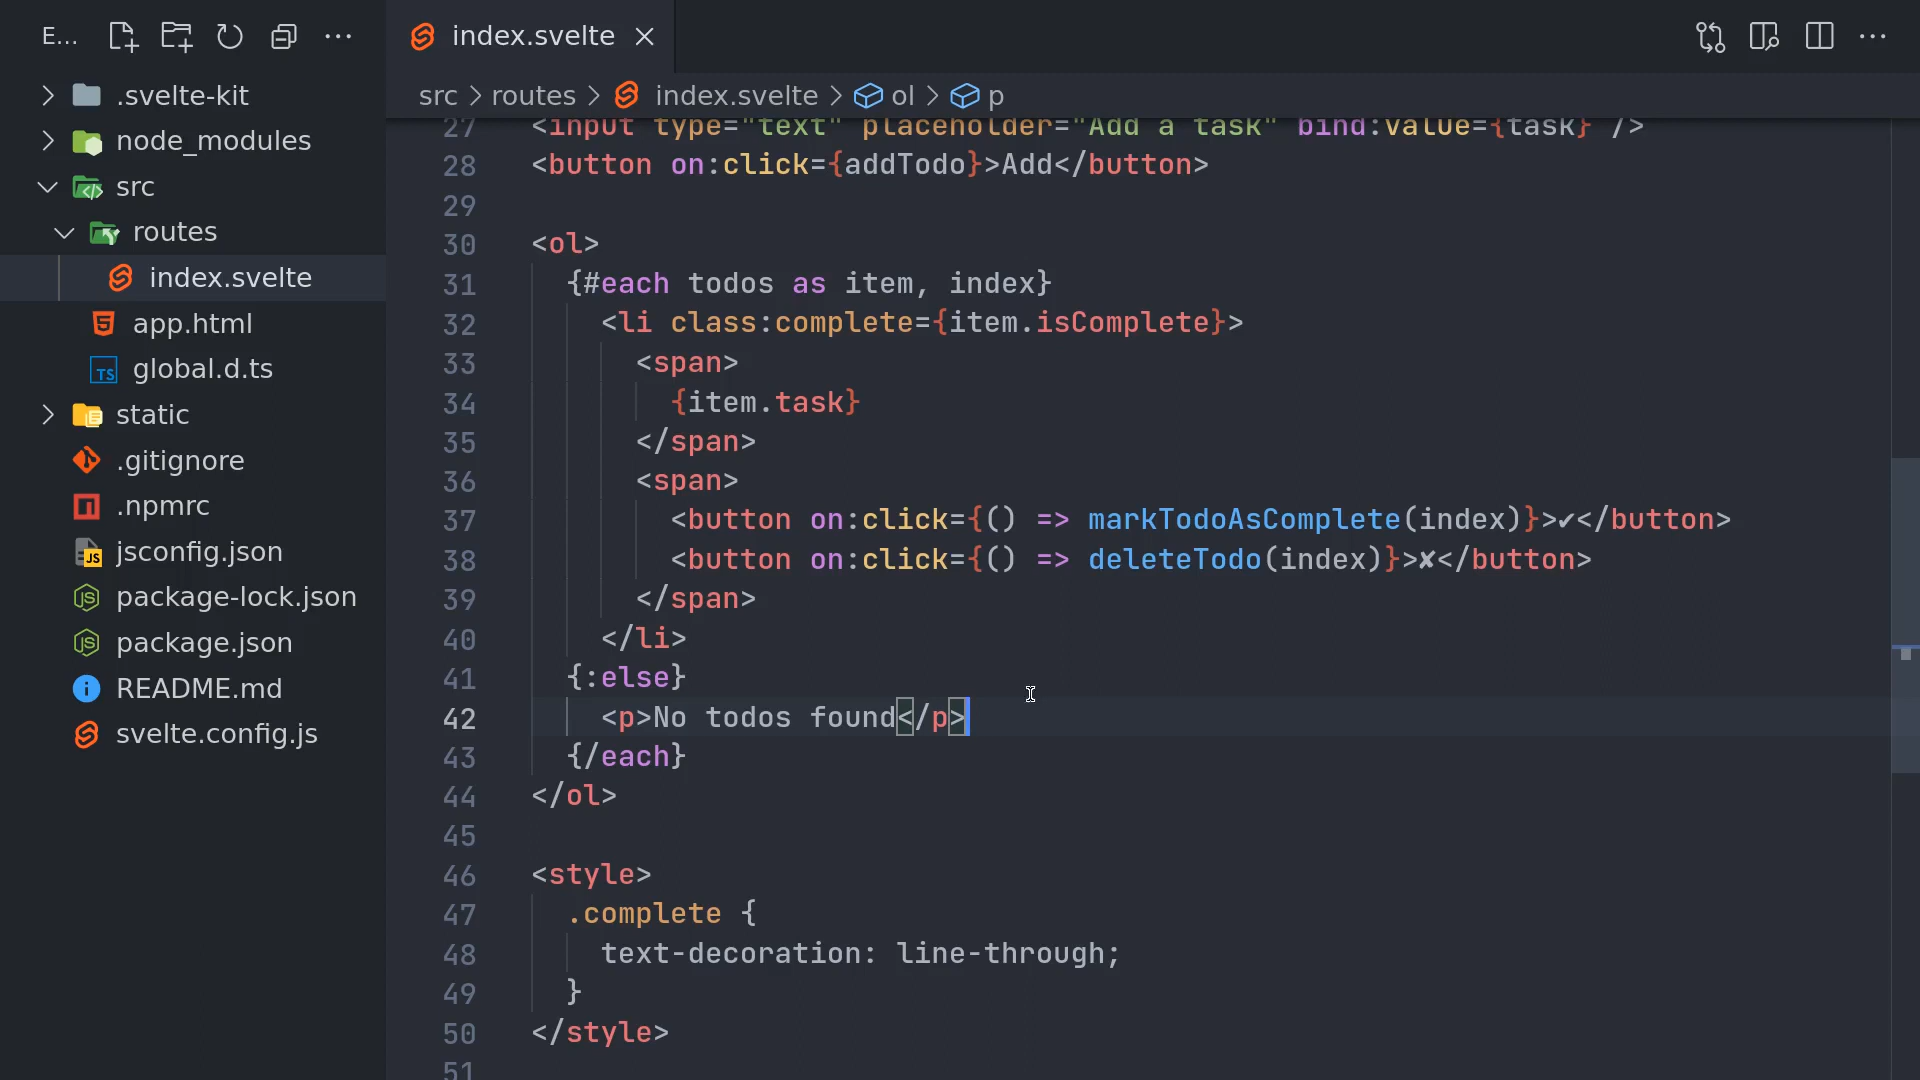 E...
index.svelte
src > routes > index.svelte > ol > p
.svelte-kit
node_modules
src
routes
index.svelte
app.html
global.d.ts
static
.gitignore
.npmrc
jsconfig.json
package-lock.json
package.json
README.md
svelte.config.js
27 <input type="text" placeholder="Add a task" bind:value={task} />
28 <button on:click={addTodo}>Add</button>
29
30 <ol>
31 {#each todos as item, index}
32 <li class:complete={item.isComplete}>
33 <span>
34 {item.task}
35 </span>
36 <span>
37 <button on:click={() => markTodoAsComplete(index)}>✔</button>
38 <button on:click={() => deleteTodo(index)}>✘</button>
39 </span>
40 </li>
41 {:else}
42 <p>No todos found</p>
43 {/each}
44 </ol>
45
46 <style>
47 .complete {
48 text-decoration: line-through;
49 }
50 </style>
51